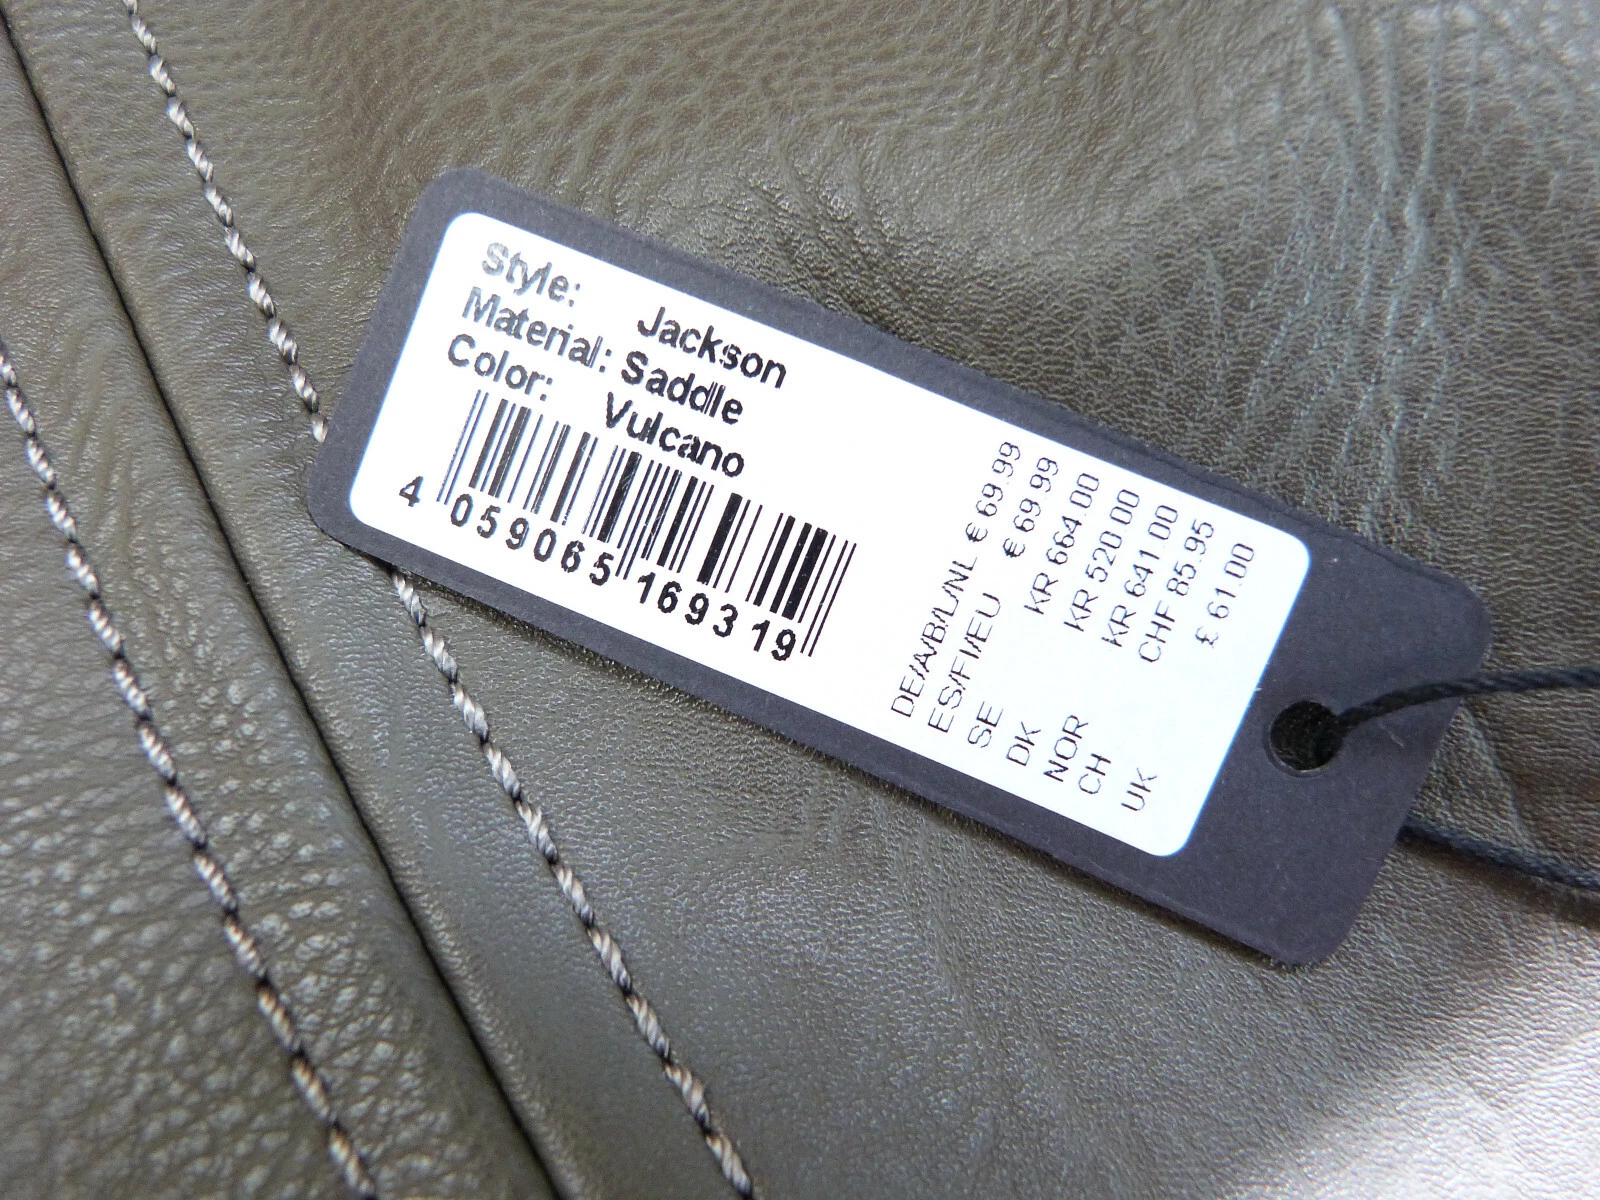 Style: Jackson
Material: Saddle
Color: Vulcano
4 059065 169319
DE/A/B/L/NL € 69.99
ES/FI/EU € 69.99
SE KR 664.00
DK KR 520.00
NOR KR 641.00
CH CHF 85.95
UK £ 61.00